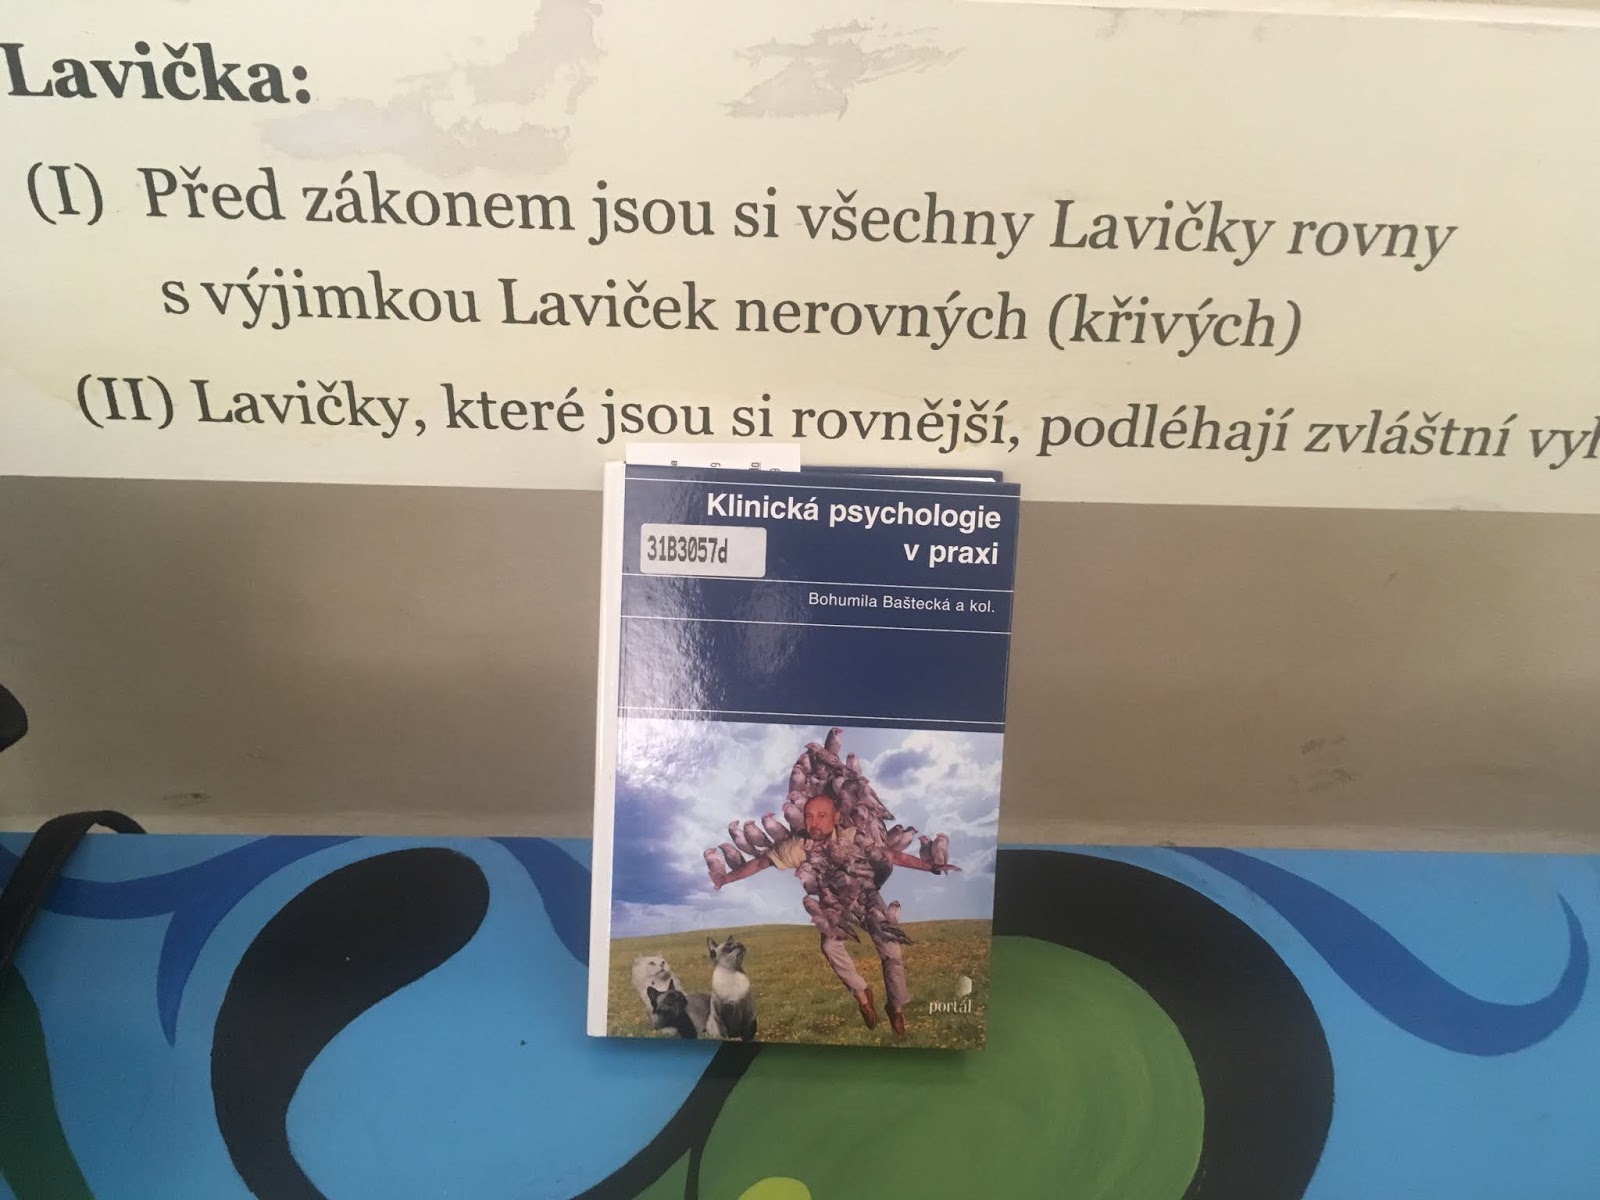 Lavička:
(I) Před zákonem jsou si všechny Lavičky rovny
s výjimkou Laviček nerovných (křivých)
(II) Lavičky, které jsou si rovnější, podléhají zvláštní
Klinická psychologie
v praxi
31B3057d
Bohumila Baštecká a kol.
portál